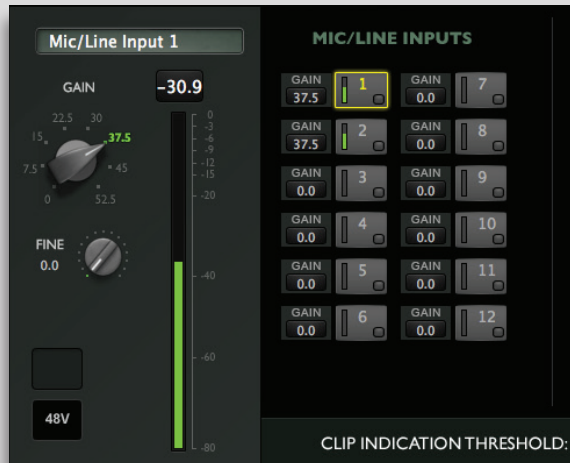 Mic/Line Input 1
GAIN
-30.9
22.5 30
15 37.5
7.5 45
0 52.5
FINE
0.0
48V
0
-3
-6
-9
-12
-15
-20
-40
-60
-80
MIC/LINE INPUTS
GAIN 37.5 1 GAIN 0.0 7
GAIN 37.5 2 GAIN 0.0 8
GAIN 0.0 3 GAIN 0.0 9
GAIN 0.0 4 GAIN 0.0 10
GAIN 0.0 5 GAIN 0.0 11
GAIN 0.0 6 GAIN 0.0 12
CLIP INDICATION THRESHOLD: